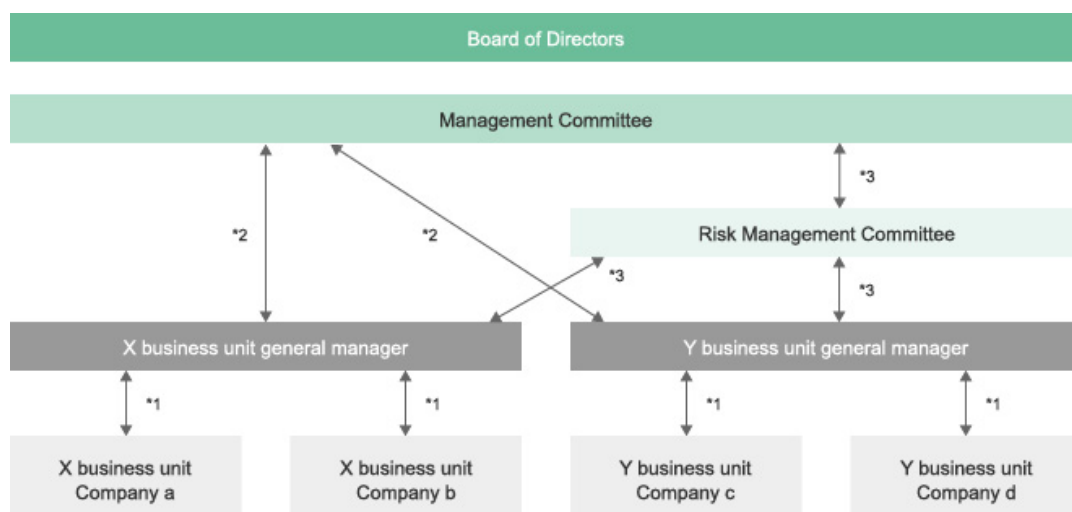 Board of Directors
Management Committee
*3
*2
*2
Risk Management Committee
*3
*3
X business unit general manager
Y business unit general manager
*1
*1
*1
*1
X business unit
Company a
X business unit
Company b
Y business unit
Company c
Y business unit
Company d